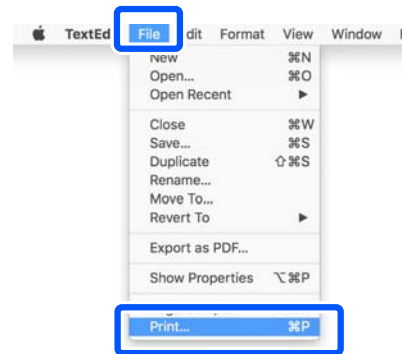 TextEd File dit Format View Window
New ⌘N
Open... ⌘O
Open Recent ▶
Close ⌘W
Save... ⌘S
Duplicate ⇧⌘S
Rename...
Move To...
Revert To ▶
Export as PDF...
Show Properties ⌥⌘P
Print... ⌘P